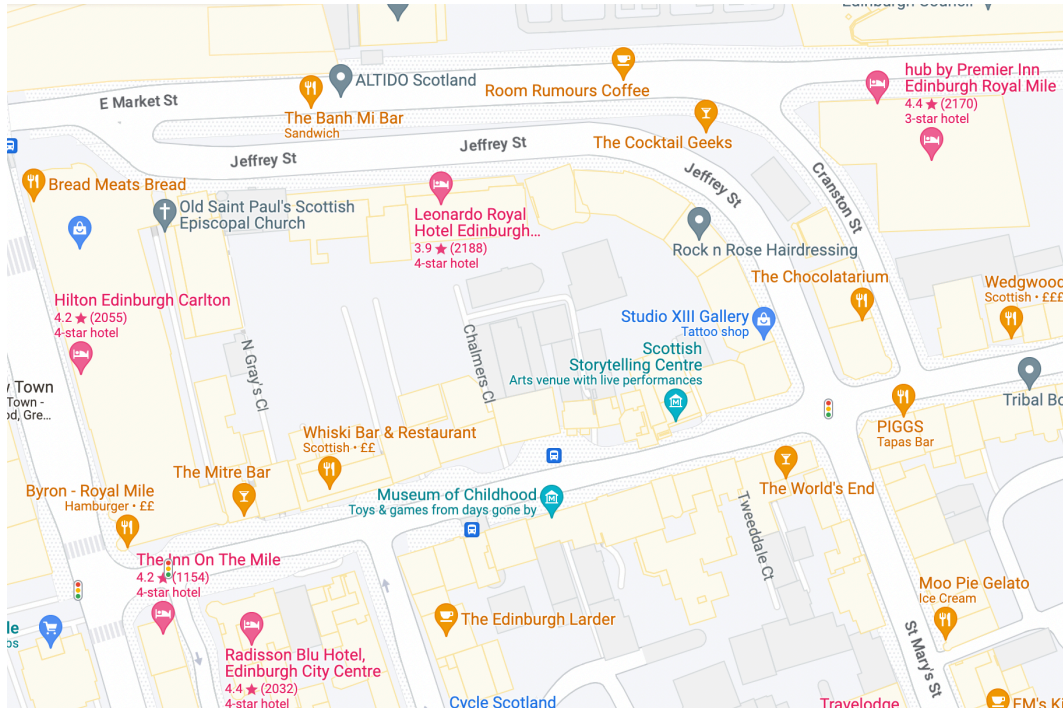 Edinburgh Council
hub by Premier Inn
Edinburgh Royal Mile
4.4 ★ (2170)
3-star hotel
ALTIDO Scotland
Room Rumours Coffee
E Market St
The Banh Mi Bar
Sandwich
The Cocktail Geeks
Jeffrey St
Jeffrey St
Jeffrey St
Cranston St
Bread Meats Bread
Old Saint Paul's Scottish
Episcopal Church
Leonardo Royal
Hotel Edinburgh...
3.9 ★ (2188)
4-star hotel
Rock n Rose Hairdressing
The Chocolatarium
Wedgwood
Scottish · £££
Hilton Edinburgh Carlton
4.2 ★ (2055)
4-star hotel
Studio XIII Gallery
Tattoo shop
N Gray's Cl
Chalmers Cl
Scottish
Storytelling Centre
Arts venue with live performances
Town
Town -
Gre...
Tribal
PIGGS
Tapas Bar
Whiski Bar & Restaurant
Scottish · ££
The Mitre Bar
Byron - Royal Mile
Hamburger · ££
Museum of Childhood
Toys & games from days gone by
The World's End
Tweeddale Ct
The Inn On The Mile
4.2 ★ (1154)
4-star hotel
Moo Pie Gelato
Ice Cream
The Edinburgh Larder
St Mary's St
Radisson Blu Hotel,
Edinburgh City Centre
4.4 ★ (2032)
4-star hotel
Cycle Scotland
Travelodge
EM's